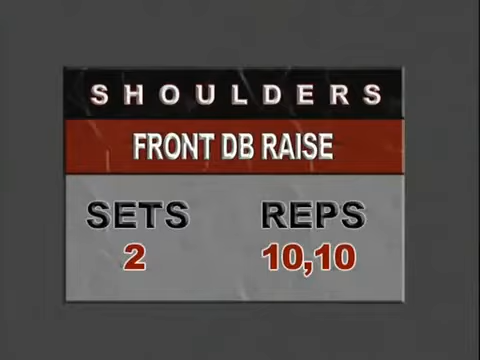 SHOULDERS
FRONT DB RAISE
SETS REPS
2 10,10